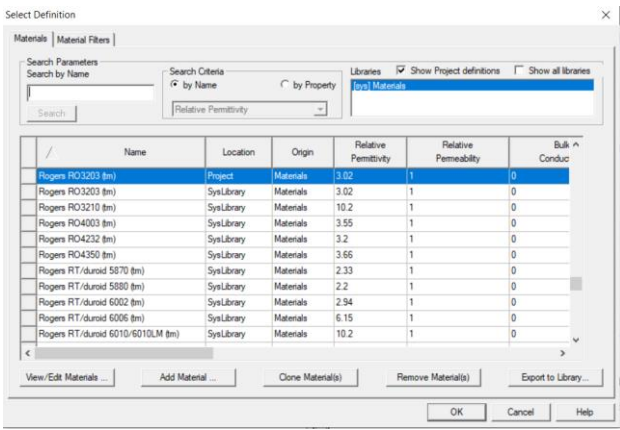 Select Definition
Materials Material Filters
Search Parameters
Search by Name
Search
Search Criteria
by Name by Property
Relative Permittivity
Libraries Show Project definitions Show all libraries
[sys] Materials
Name Location Origin Relative Permittivity Relative Permeability Bulk Conduc
Rogers RO3203 (tm) Project Materials 3.02 1 0
Rogers RO3203 (tm) SysLibrary Materials 3.02 1 0
Rogers RO3210 (tm) SysLibrary Materials 10.2 1 0
Rogers RO4003 (tm) SysLibrary Materials 3.55 1 0
Rogers RO4232 (tm) SysLibrary Materials 3.2 1 0
Rogers RO4350 (tm) SysLibrary Materials 3.66 1 0
Rogers RT/duroid 5870 (tm) SysLibrary Materials 2.33 1 0
Rogers RT/duroid 5880 (tm) SysLibrary Materials 2.2 1 0
Rogers RT/duroid 6002 (tm) SysLibrary Materials 2.94 1 0
Rogers RT/duroid 6006 (tm) SysLibrary Materials 6.15 1 0
Rogers RT/duroid 6010/6010LM (tm) SysLibrary Materials 10.2 1 0
View/Edit Materials ... Add Material ... Clone Material(s) Remove Material(s) Export to Library...
OK Cancel Help